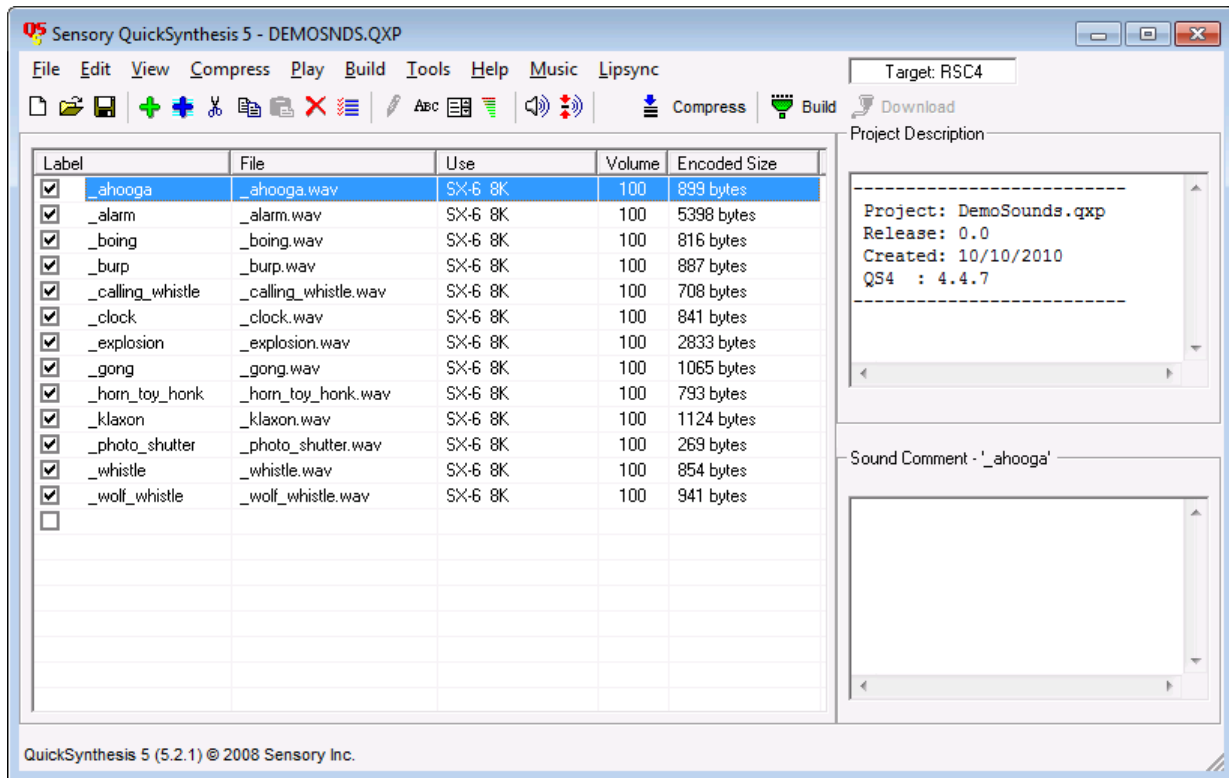 QS Sensory QuickSynthesis 5 - DEMOSNDS.QXP
File Edit View Compress Play Build Tools Help Music Lipsync Target: RSC4
ABC Compress Build Download
Project Description
Label File Use Volume Encoded Size
_ahooga _ahooga.wav SX-6 8K 100 899 bytes
_alarm _alarm.wav SX-6 8K 100 5398 bytes
_boing _boing.wav SX-6 8K 100 816 bytes
_burp _burp.wav SX-6 8K 100 887 bytes
_calling_whistle _calling_whistle.wav SX-6 8K 100 708 bytes
_clock _clock.wav SX-6 8K 100 841 bytes
_explosion _explosion.wav SX-6 8K 100 2833 bytes
_gong _gong.wav SX-6 8K 100 1065 bytes
_horn_toy_honk _horn_toy_honk.wav SX-6 8K 100 793 bytes
_klaxon _klaxon.wav SX-6 8K 100 1124 bytes
_photo_shutter _photo_shutter.wav SX-6 8K 100 269 bytes
_whistle _whistle.wav SX-6 8K 100 854 bytes
_wolf_whistle _wolf_whistle.wav SX-6 8K 100 941 bytes
---------------------------
Project: DemoSounds.qxp
Release: 0.0
Created: 10/10/2010
QS4 : 4.4.7
---------------------------
Sound Comment - '_ahooga'
QuickSynthesis 5 (5.2.1) © 2008 Sensory Inc.